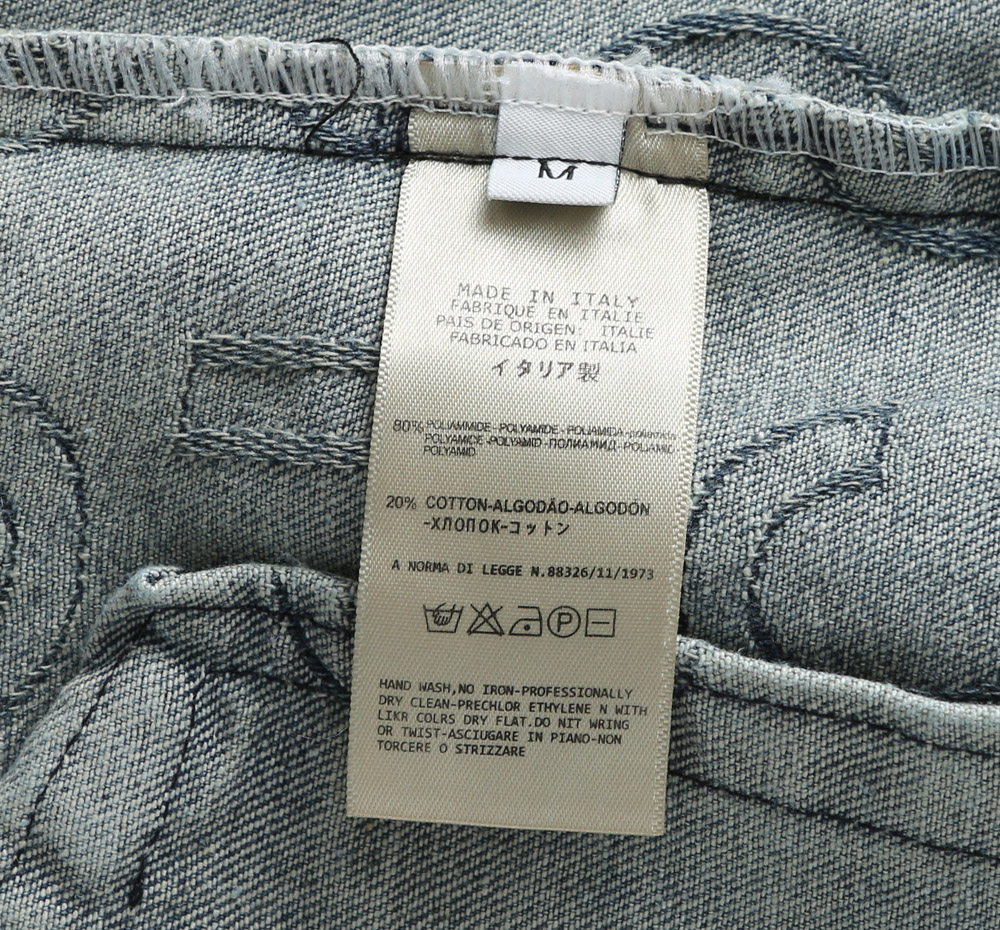 M
MADE IN ITALY
FABRIQUÉ EN ITALIE
PAIS DE ORIGEN: ITALIE
FABRICADO EN ITALIA
イタリア製
80% POLIAMMIDE-POLYAMIDE-POLIAMIDA-
POLYAMIDE-POLYAMID-ПОЛИАМИД-POLIAMID
POLYAMID
20% COTTON-ALGODÃO-ALGODÓN
-ХЛОПОК-コットン
A NORMA DI LEGGE N.88326/11/1973
P
HAND WASH,NO IRON-PROFESSIONALLY
DRY CLEAN-PRECHLOR ETHYLENE N WITH
LIKR COLRS DRY FLAT.DO NIT WRING
OR TWIST-ASCIUGARE IN PIANO-NON
TORCERE O STRIZZARE